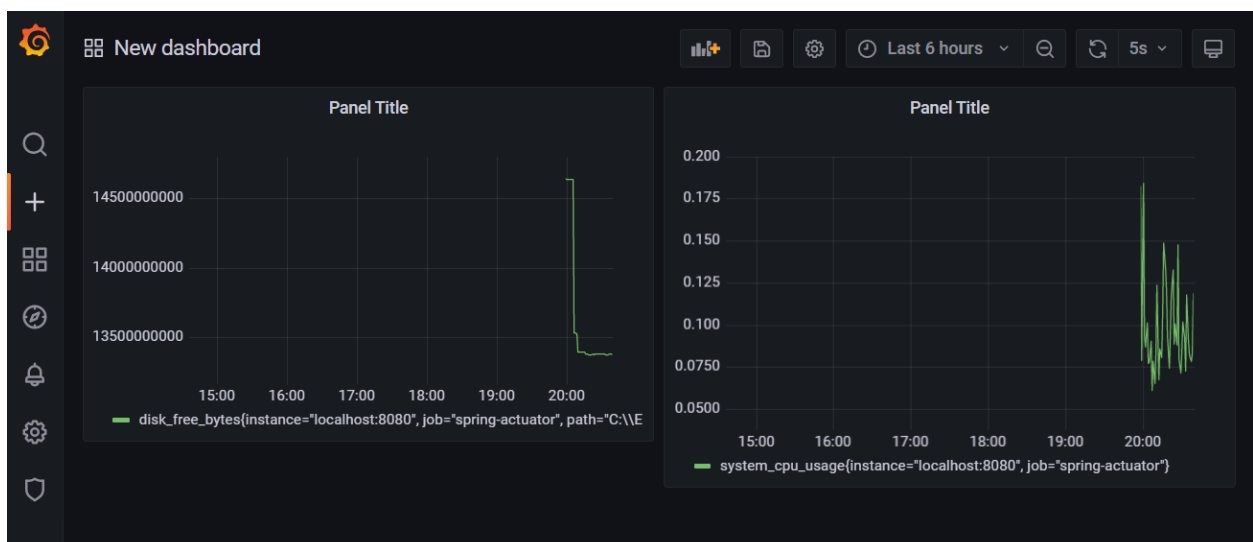 New dashboard
Last 6 hours
5s
Panel Title
14500000000
14000000000
13500000000
15:00 16:00 17:00 18:00 19:00 20:00
disk_free_bytes{instance="localhost:8080", job="spring-actuator", path="C:\\E
Panel Title
0.200
0.175
0.150
0.125
0.100
0.0750
0.0500
15:00 16:00 17:00 18:00 19:00 20:00
system_cpu_usage{instance="localhost:8080", job="spring-actuator"}